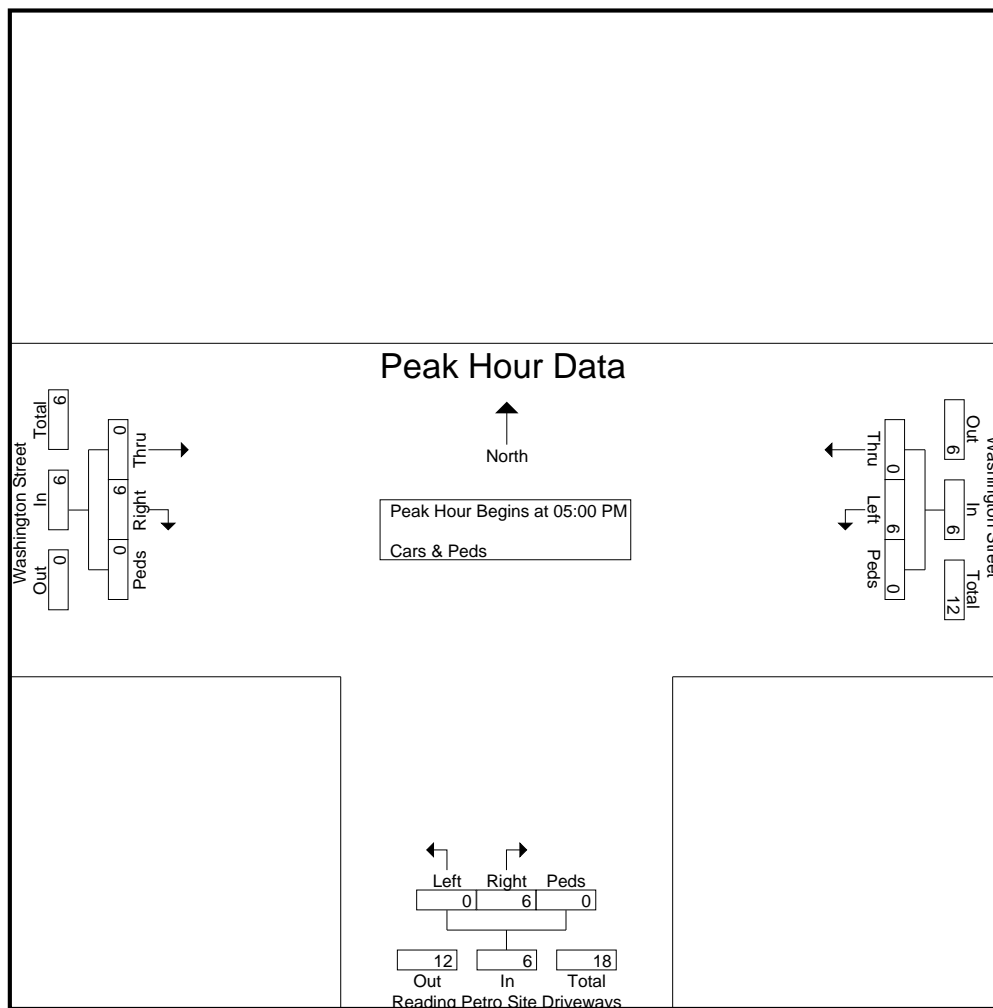 Peak Hour Data
North
Peak Hour Begins at 05:00 PM
Cars & Peds
Washington Street
Total
6
In
6
Out
0
Thru
0
Right
6
Peds
0
Washington Street
Out
6
In
6
Total
12
Thru
0
Left
6
Peds
0
Left Right Peds
0 6 0
12 6 18
Out In Total
Reading Petro Site Driveways